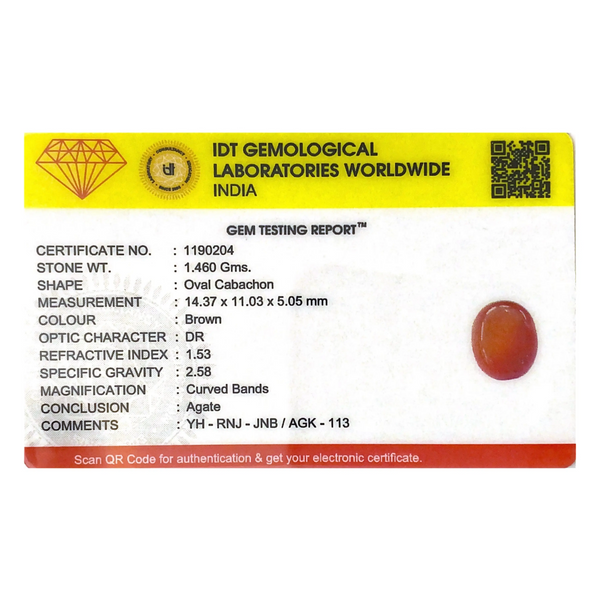 IDT GEMOLOGICAL
LABORATORIES WORLDWIDE
INDIA
GEM TESTING REPORT™
CERTIFICATE NO. : 1190204
STONE WT. : 1.460 Gms.
SHAPE : Oval Cabachon
MEASUREMENT : 14.37 x 11.03 x 5.05 mm
COLOUR : Brown
OPTIC CHARACTER : DR
REFRACTIVE INDEX : 1.53
SPECIFIC GRAVITY : 2.58
MAGNIFICATION : Curved Bands
CONCLUSION : Agate
COMMENTS : YH - RNJ - JNB / AGK - 113
Scan QR Code for authentication & get your electronic certificate.